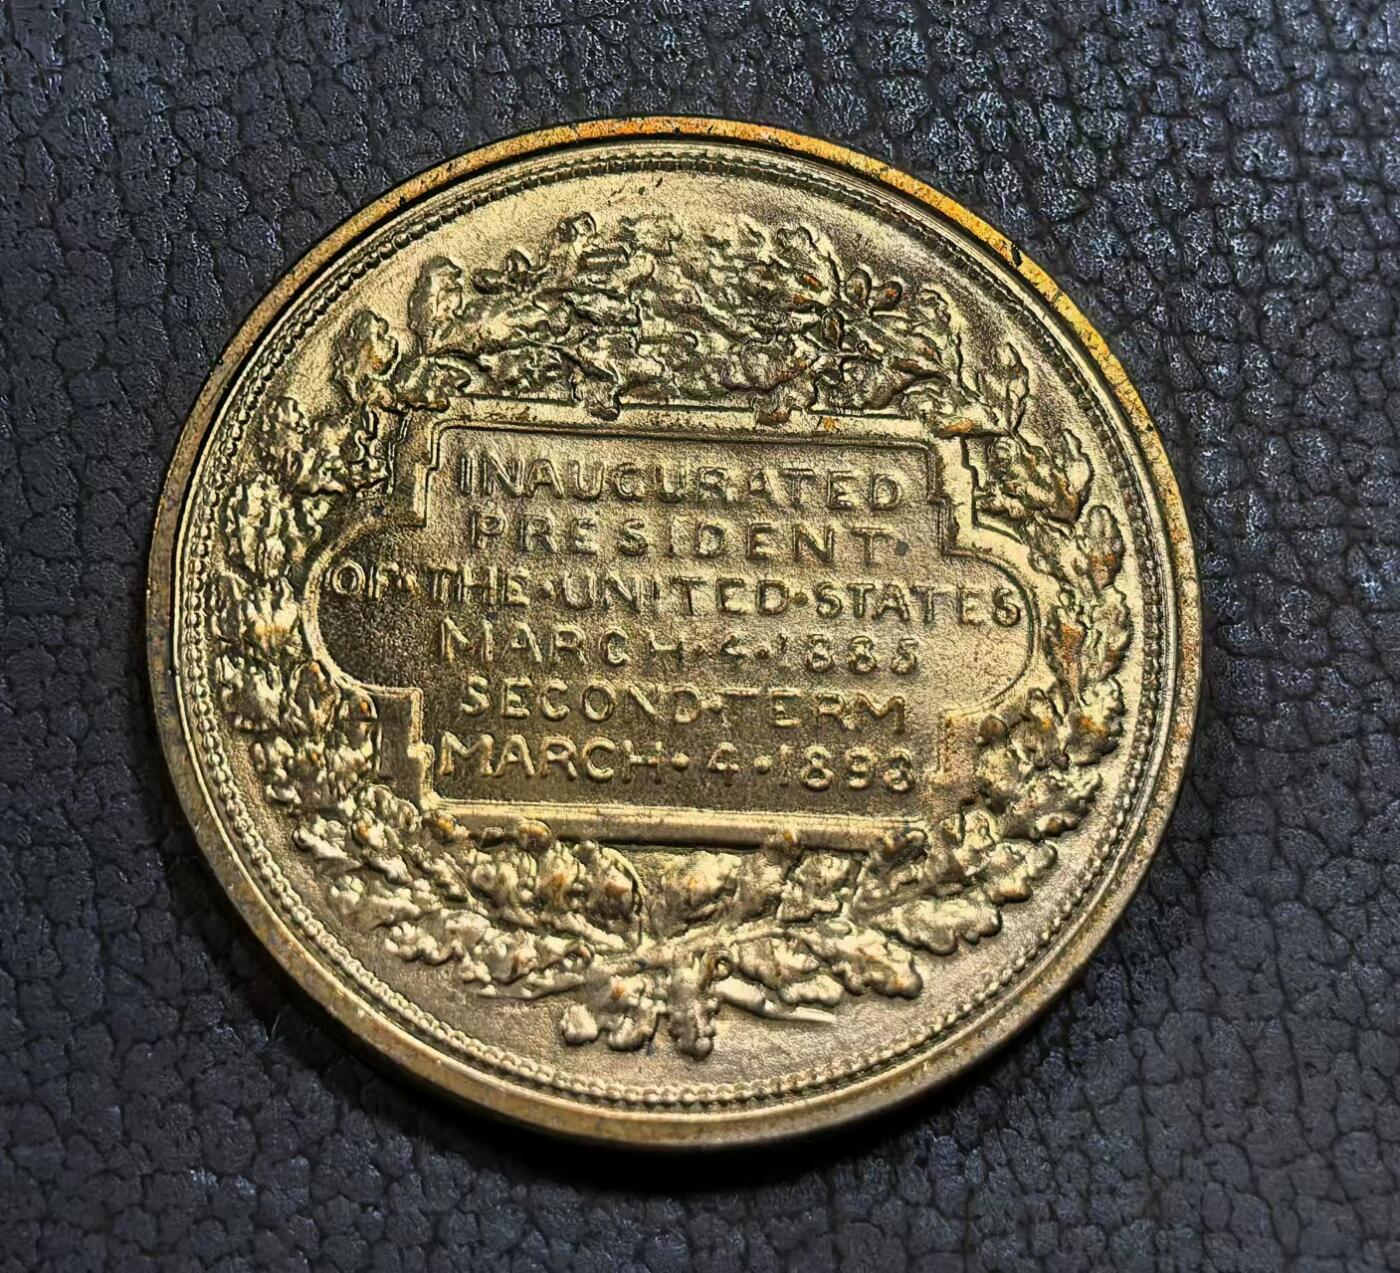 INAUGURATED
PRESIDENT
OF·THE·UNITED·STATES
MARCH·4·1885
SECOND·TERM
MARCH·4·1893